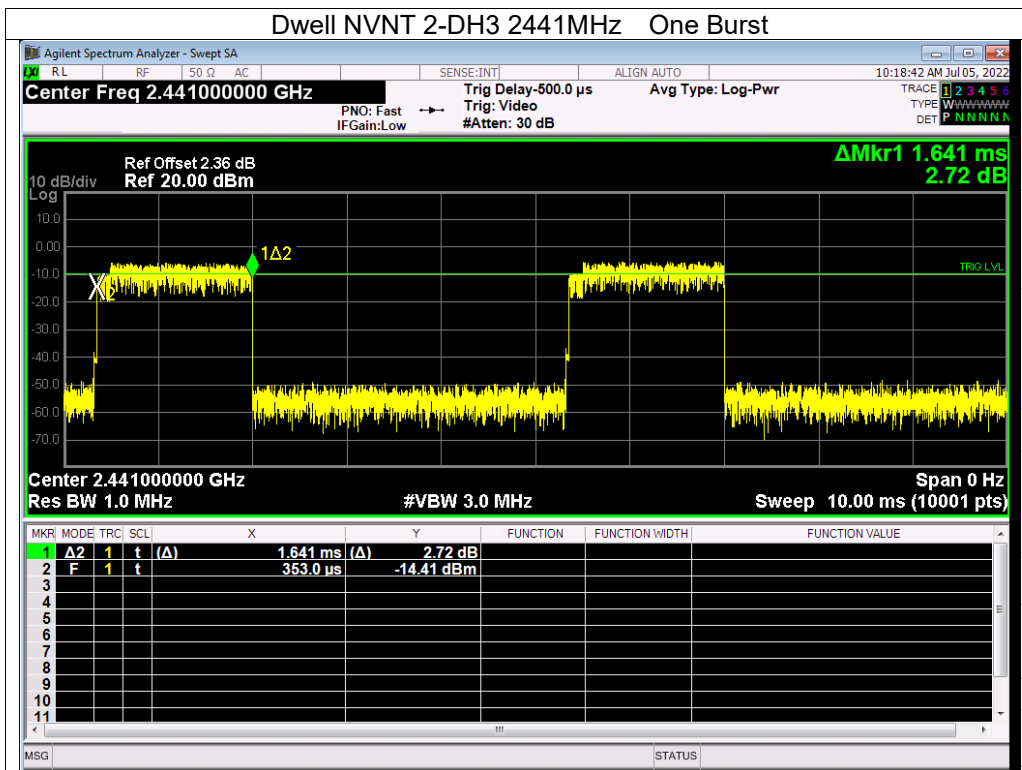 Dwell NVNT 2-DH3 2441MHz One Burst
Agilent Spectrum Analyzer - Swept SA
LXI RL RF 50 Ω AC SENSE:INT ALIGN AUTO 10:18:42 AM Jul 05, 2022
Center Freq 2.441000000 GHz Trig Delay-500.0 µs Avg Type: Log-Pwr TRACE 1 2 3 4 5 6
PNO: Fast Trig: Video TYPE WWWWWW
IFGain:Low #Atten: 30 dB DET P N N N N N
ΔMkr1 1.641 ms
2.72 dB
Ref Offset 2.36 dB
10 dB/div Ref 20.00 dBm
Log
10.0
0.00
1Δ2
-10.0
TRIG LVL
2
-20.0
-30.0
-40.0
-50.0
-60.0
-70.0
Center 2.441000000 GHz Span 0 Hz
Res BW 1.0 MHz #VBW 3.0 MHz Sweep 10.00 ms (10001 pts)
MKR MODE TRC SCL X Y FUNCTION FUNCTION WIDTH FUNCTION VALUE
1 Δ2 1 t (Δ) 1.641 ms (Δ) 2.72 dB
2 F 1 t 353.0 µs -14.41 dBm
3
4
5
6
7
8
9
10
11
MSG STATUS